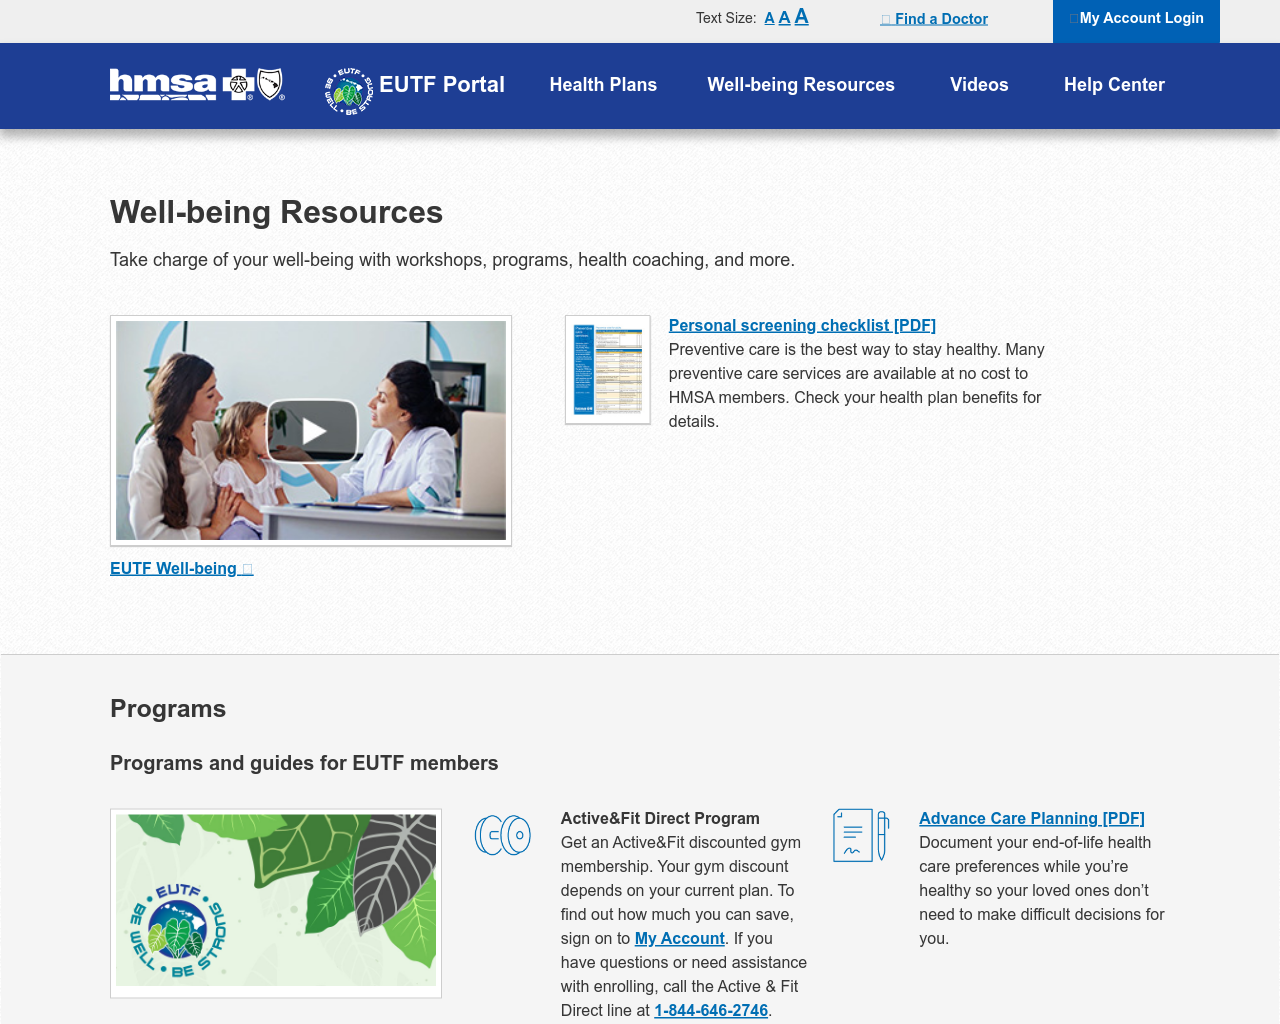 Text Size: A A A
Find a Doctor
My Account Login
hmsa
EUTF
BE WELL • BE STRONG
EUTF Portal
Health Plans
Well-being Resources
Videos
Help Center
Well-being Resources
Take charge of your well-being with workshops, programs, health coaching, and more.
EUTF Well-being
Personal screening checklist [PDF]
Preventive care is the best way to stay healthy. Many
preventive care services are available at no cost to
HMSA members. Check your health plan benefits for
details.
Programs
Programs and guides for EUTF members
EUTF
BE WELL • BE STRONG
Active&Fit Direct Program
Get an Active&Fit discounted gym
membership. Your gym discount
depends on your current plan. To
find out how much you can save,
sign on to My Account. If you
have questions or need assistance
with enrolling, call the Active & Fit
Direct line at 1-844-646-2746.
Advance Care Planning [PDF]
Document your end-of-life health
care preferences while you’re
healthy so your loved ones don’t
need to make difficult decisions for
you.